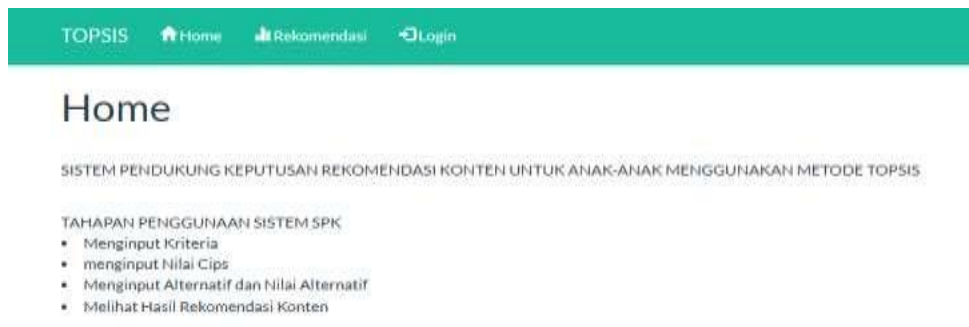 TOPSIS Home Rekomendasi Login
Home
SISTEM PENDUKUNG KEPUTUSAN REKOMENDASI KONTEN UNTUK ANAK-ANAK MENGGUNAKAN METODE TOPSIS
TAHAPAN PENGGUNAAN SISTEM SPK
• Menginput Kriteria
• menginput Nilai Cips
• Menginput Alternatif dan Nilai Alternatif
• Melihat Hasil Rekomendasi Konten